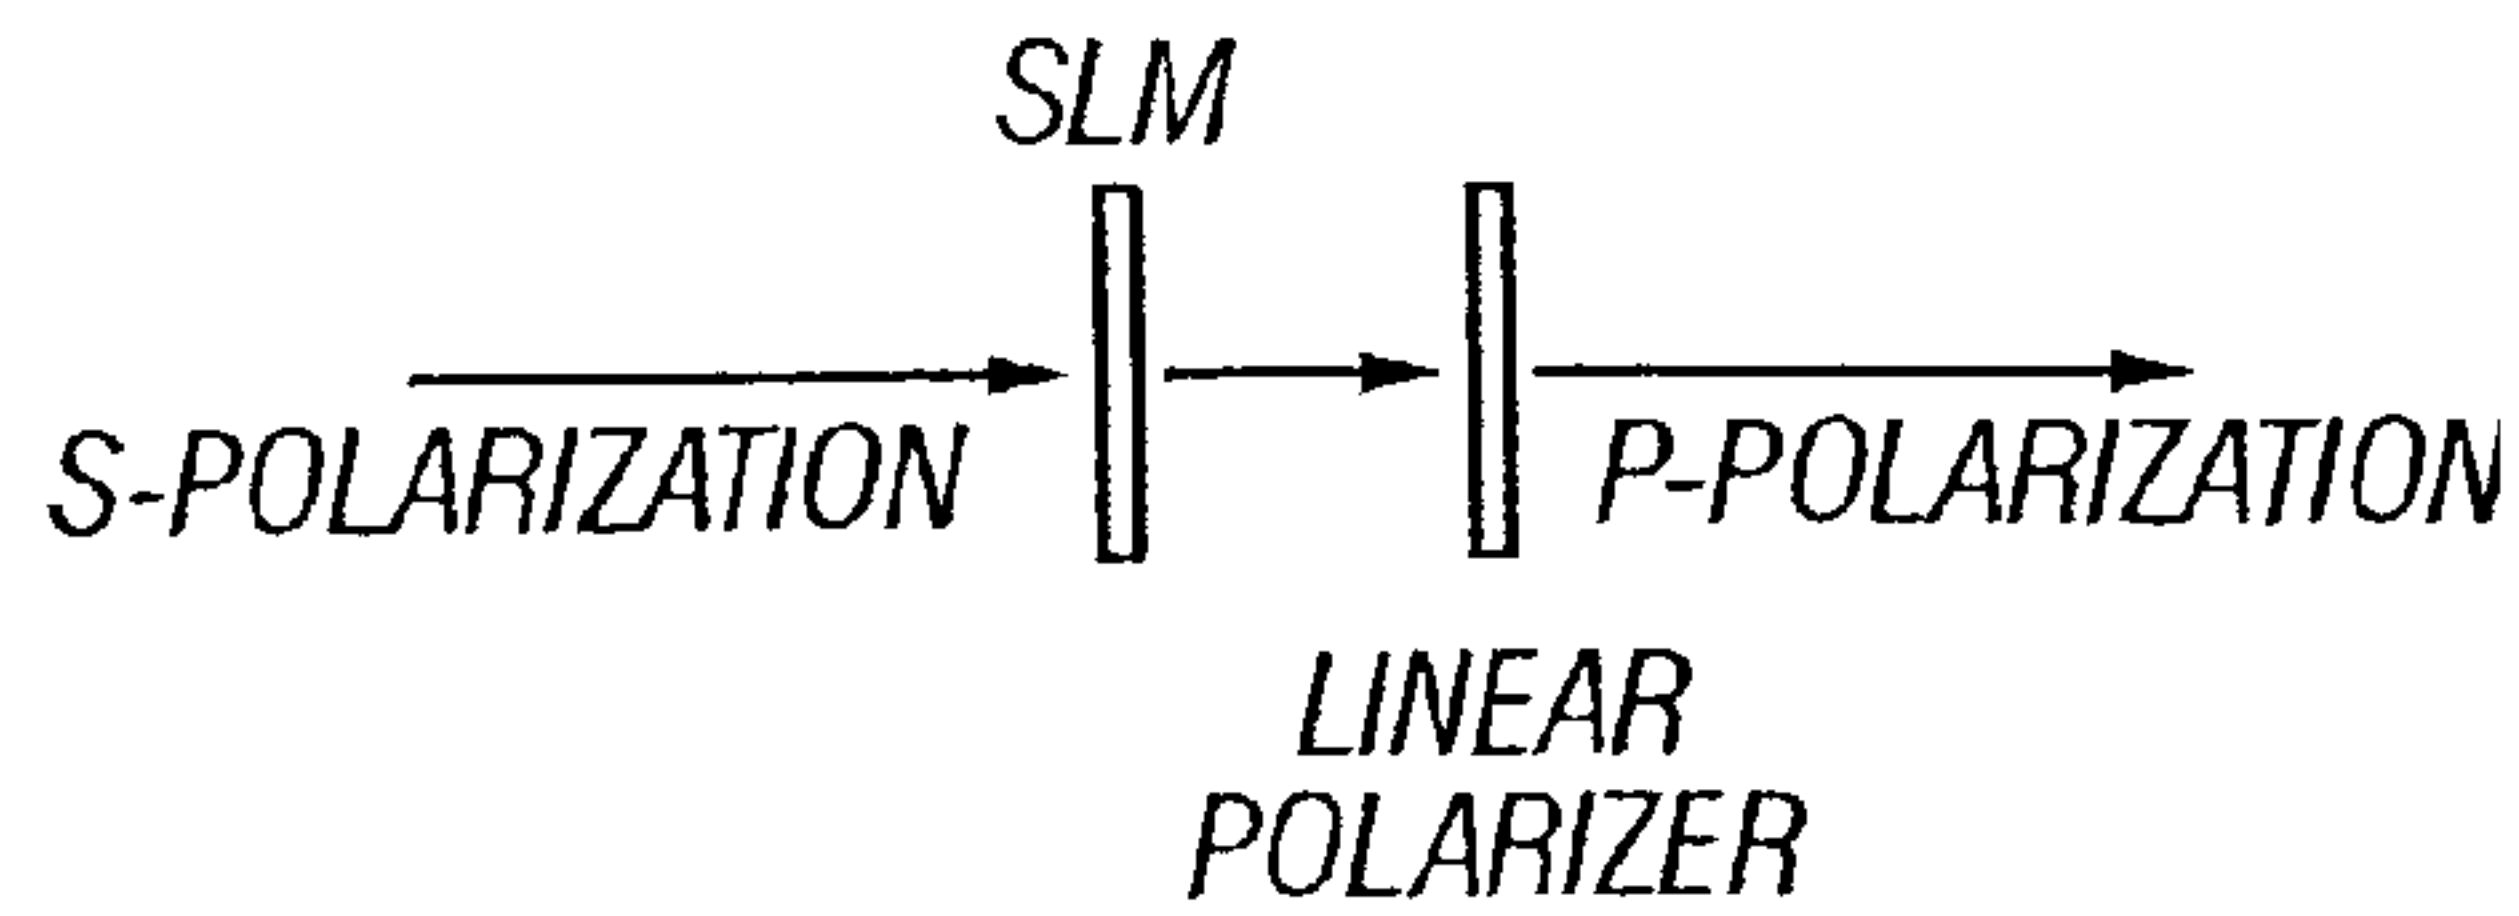 SLM
S-POLARIZATION
P-POLARIZATION
LINEAR
POLARIZER